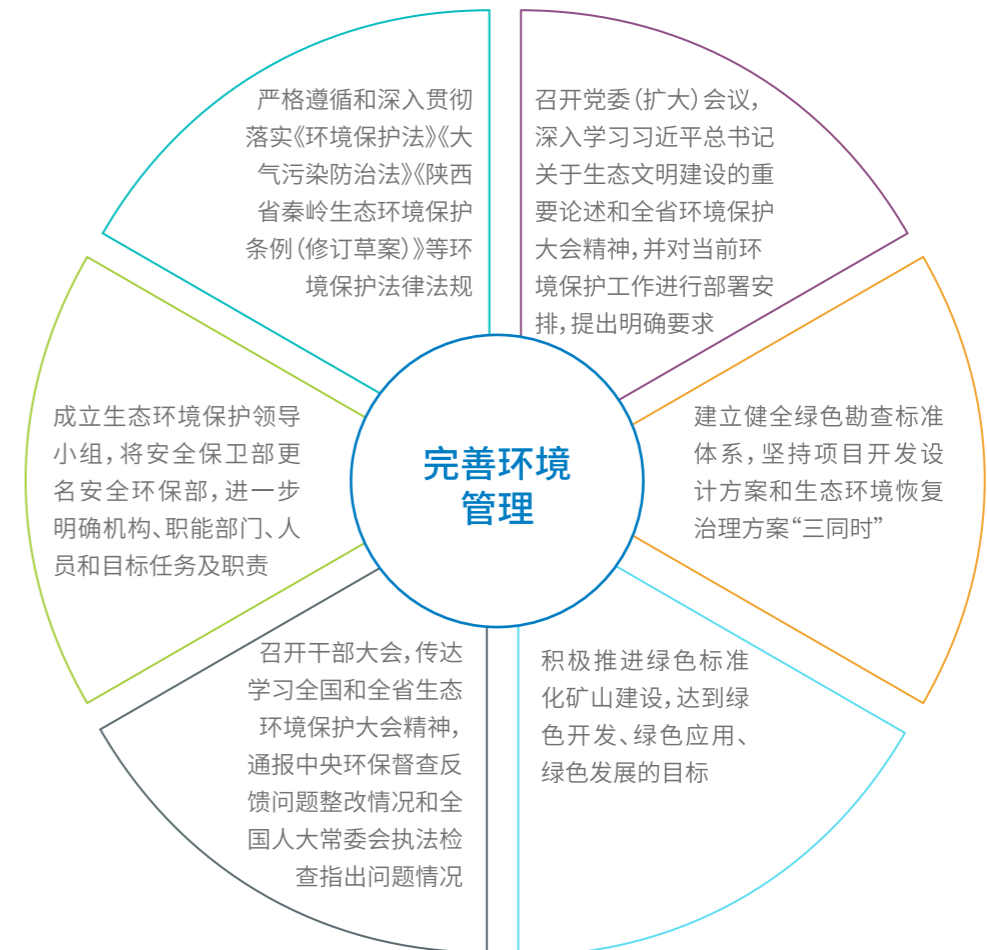 严格遵循和深入贯彻
落实《环境保护法》《大
气污染防治法》《陕西
省秦岭生态环境保护
条例（修订草案）》等环
境保护法律法规
召开党委（扩大）会议，
深入学习习近平总书记
关于生态文明建设的重
要论述和全省环境保护
大会精神，并对当前环
境保护工作进行部署安
排，提出明确要求
成立生态环境保护领导
小组，将安全保卫部更
名安全环保部，进一步
明确机构、职能部门、人
员和目标任务及职责
完善环境
管理
建立健全绿色勘查标准
体系，坚持项目开发设
计方案和生态环境恢复
治理方案“三同时”
召开干部大会，传达
学习全国和全省生态
环境保护大会精神，
通报中央环保督查反
馈问题整改情况和全
国人大常委会执法检
查指出问题情况
积极推进绿色标准
化矿山建设，达到绿
色开发、绿色应用、
绿色发展的目标